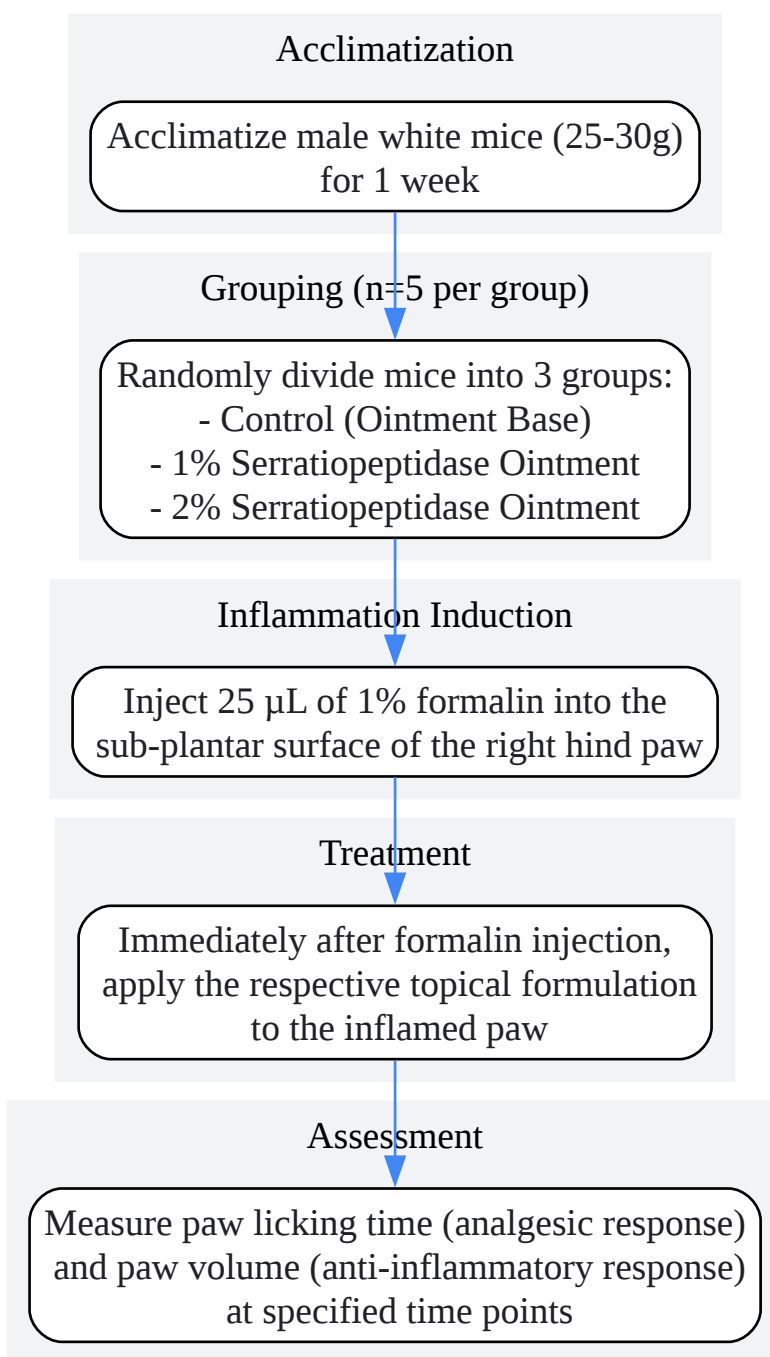 Acclimatization
Acclimatize male white mice (25-30g)
for 1 week
Grouping (n=5 per group)
Randomly divide mice into 3 groups:
- Control (Ointment Base)
- 1% Serratiopeptidase Ointment
- 2% Serratiopeptidase Ointment
Inflammation Induction
Inject 25 µL of 1% formalin into the
sub-plantar surface of the right hind paw
Treatment
Immediately after formalin injection,
apply the respective topical formulation
to the inflamed paw
Assessment
Measure paw licking time (analgesic response)
and paw volume (anti-inflammatory response)
at specified time points